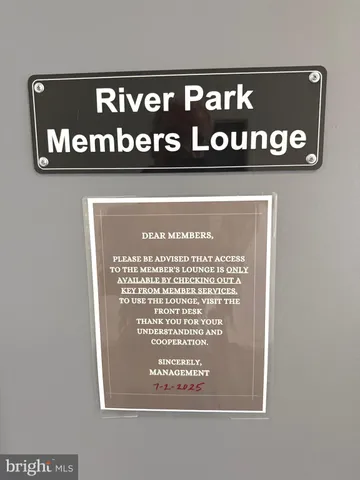 River Park
Members Lounge
DEAR MEMBERS,
PLEASE BE ADVISED THAT ACCESS
TO THE MEMBER'S LOUNGE IS ONLY
AVAILABLE BY CHECKING OUT A
KEY FROM MEMBER SERVICES.
TO USE THE LOUNGE, VISIT THE
FRONT DESK
THANK YOU FOR YOUR
UNDERSTANDING AND
COOPERATION.
SINCERELY,
MANAGEMENT
7-2-2025
bright MLS